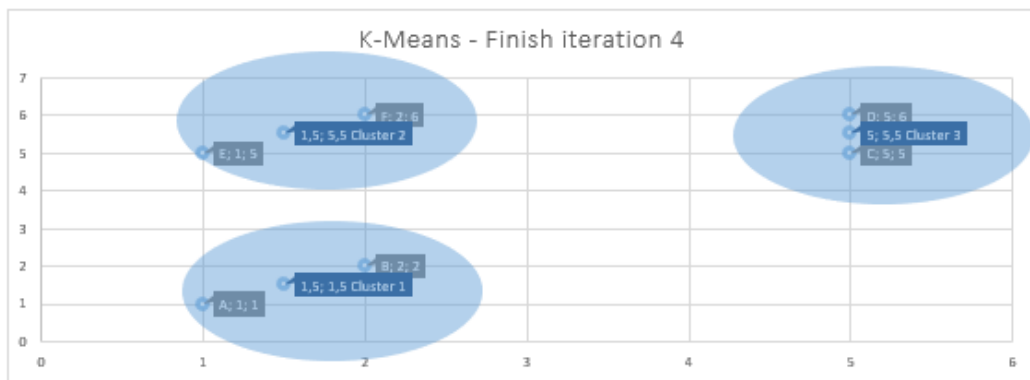 K-Means - Finish iteration 4
7
6
5
4
3
2
1
0
F; 2; 6
1,5; 5,5 Cluster 2
E; 1; 5
D; 5; 6
5; 5,5 Cluster 3
C; 5; 5
B; 2; 2
1,5; 1,5 Cluster 1
A; 1; 1
0 1 2 3 4 5 6